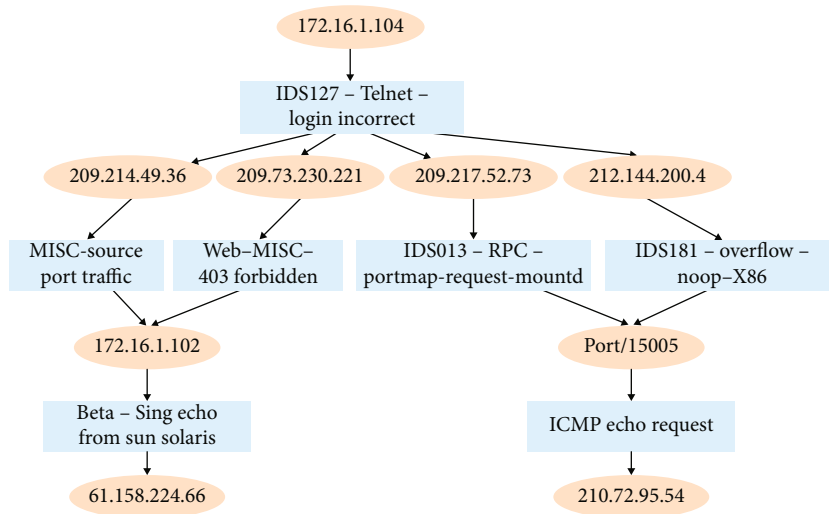 172.16.1.104
IDS127 – Telnet –
login incorrect
209.214.49.36
209.73.230.221
209.217.52.73
212.144.200.4
MISC-source
port traffic
Web–MISC–
403 forbidden
IDS013 – RPC –
portmap-request-mountd
IDS181 – overflow –
noop–X86
172.16.1.102
Port/15005
Beta – Sing echo
from sun solaris
ICMP echo request
61.158.224.66
210.72.95.54